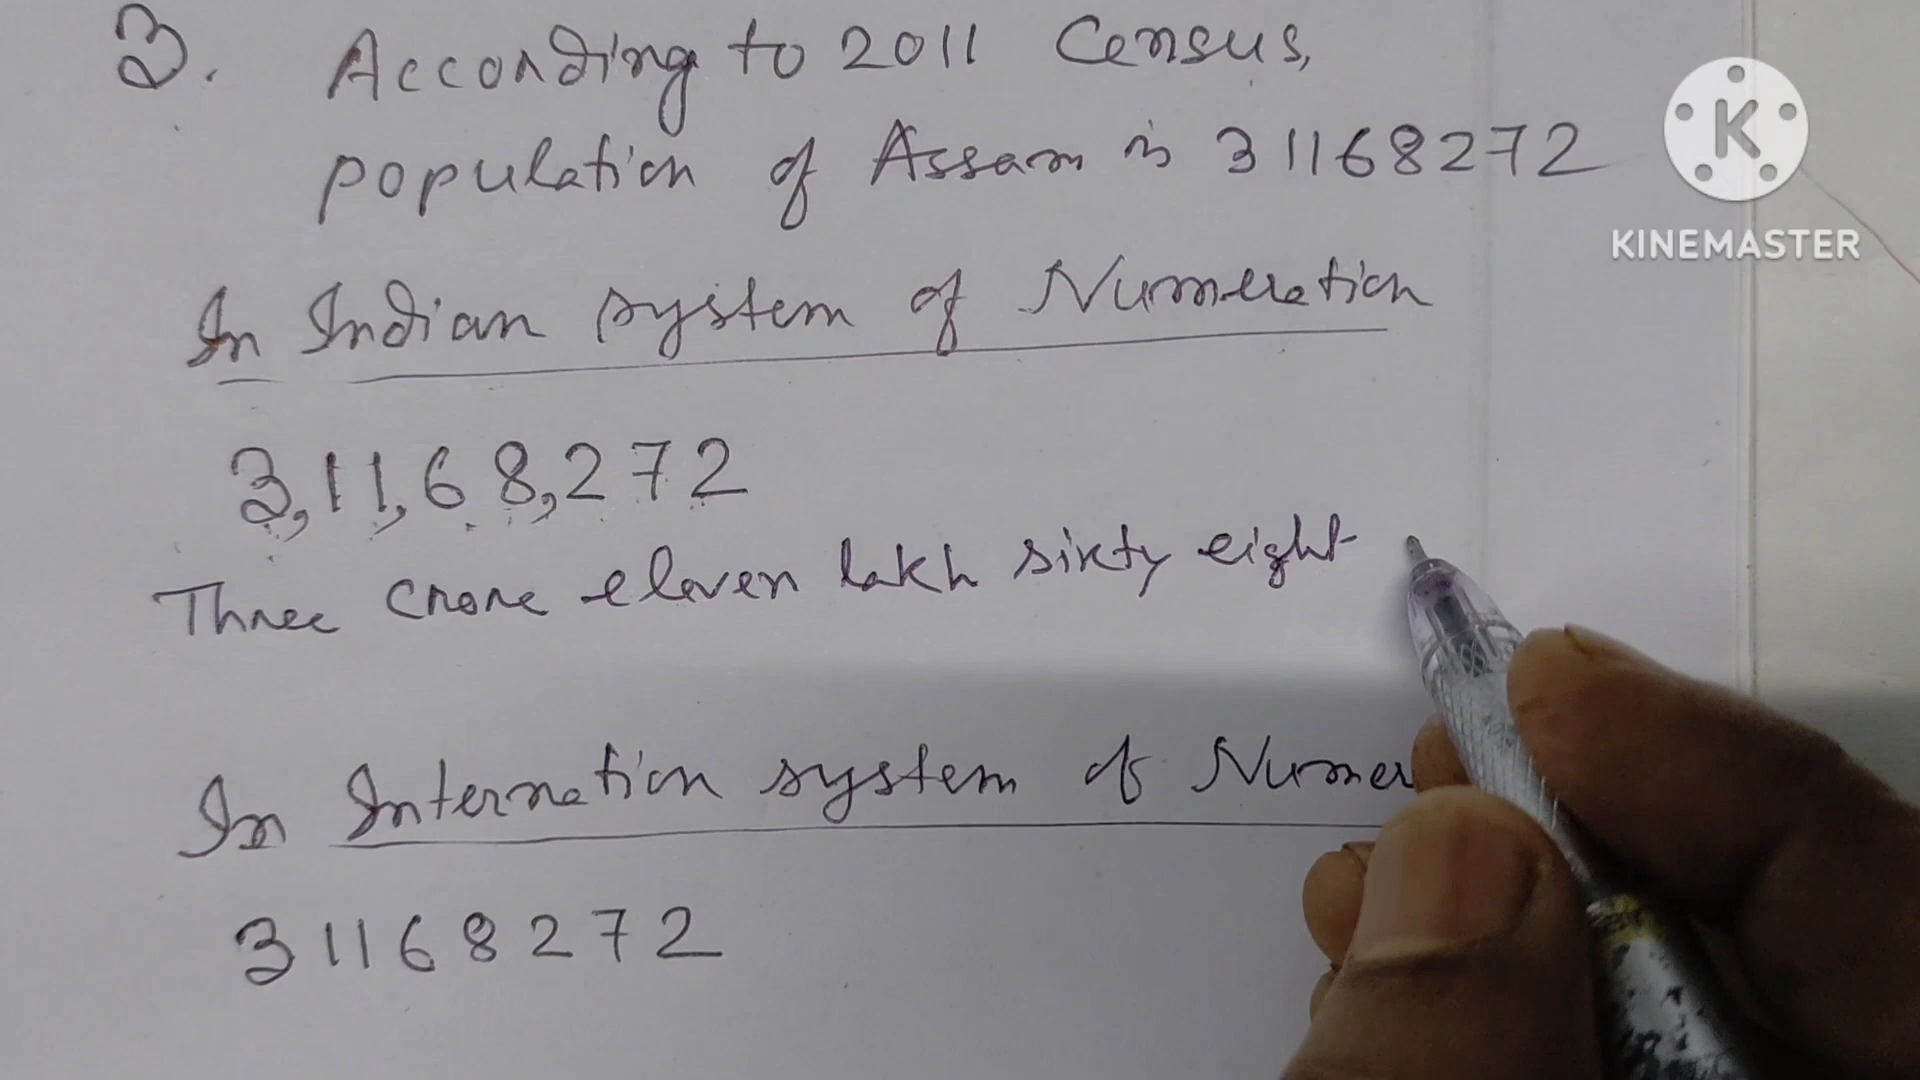 3. According to 2011 Census,
population of Assam is 31168272
In Indian system of Numeration
3,11,68,272
Three crore eleven lakh sixty eight
In Internation system of Numer
31168272
K
KINEMASTER